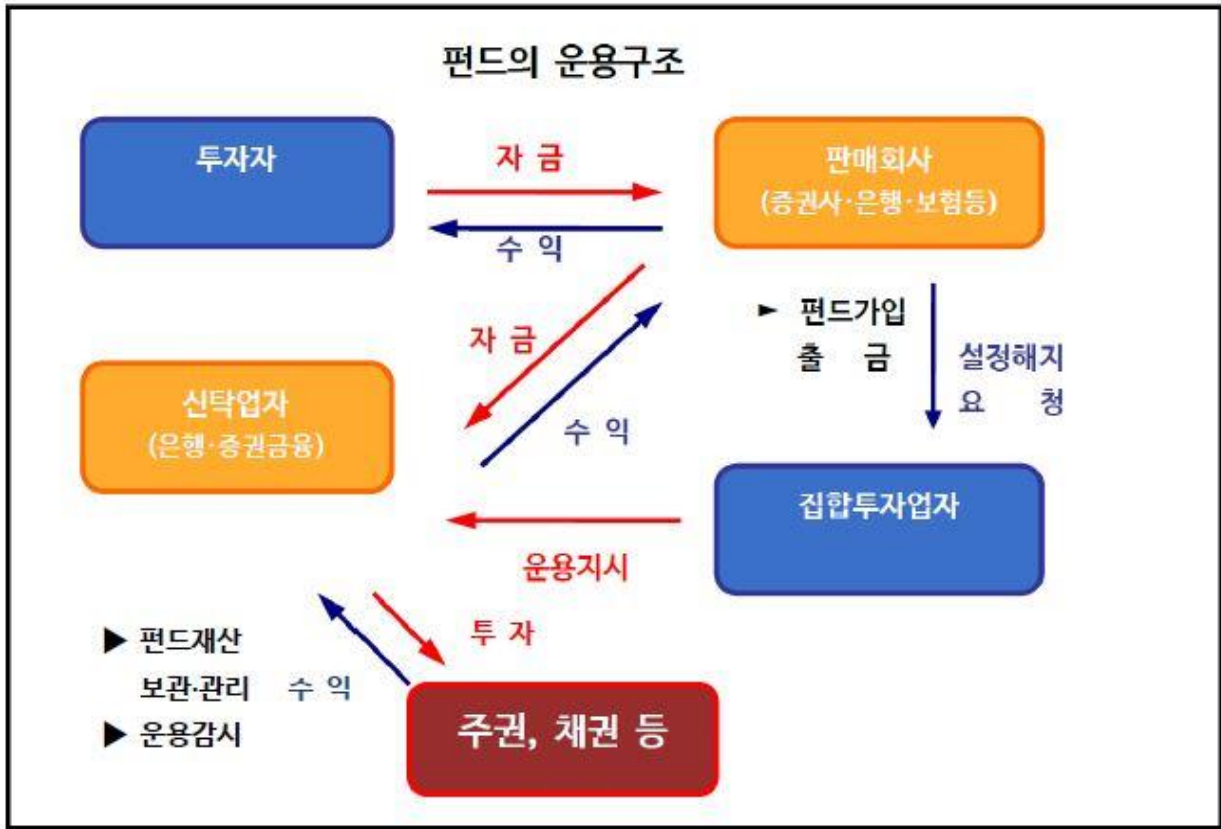 펀드의 운용구조
투자자
자 금
판매회사
(증권사·은행·보험등)
수 익
자 금
► 펀드가입
출 금
설정해지
요 청
신탁업자
(은행·증권금융)
수 익
집합투자업자
운용지시
▶ 펀드재산
보관·관리
▶ 운용감시
수 익
투 자
주권, 채권 등